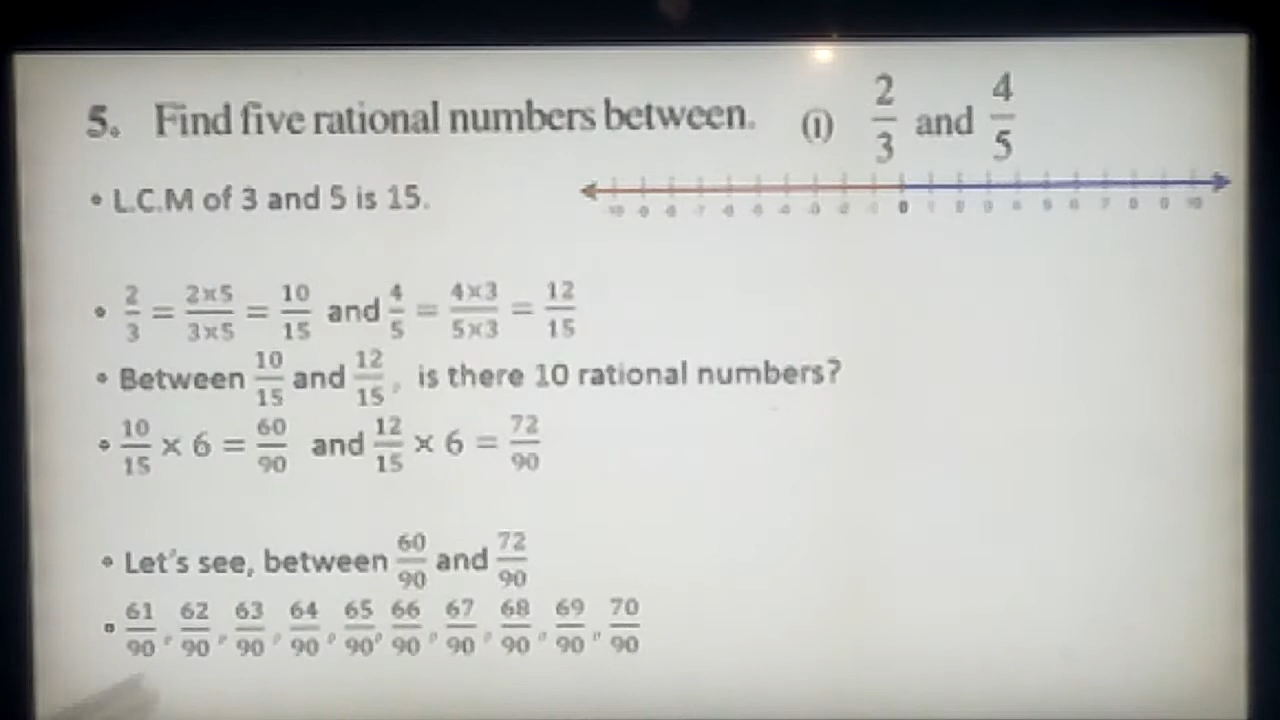 5. Find five rational numbers between. (i) 2/3 and 4/5
• L.C.M of 3 and 5 is 15.
0
• 2/3 = 2×5/3×5 = 10/15 and 4/5 = 4×3/5×3 = 12/15
• Between 10/15 and 12/15, is there 10 rational numbers?
• 10/15 × 6 = 60/90 and 12/15 × 6 = 72/90
• Let's see, between 60/90 and 72/90
• 61/90, 62/90, 63/90, 64/90, 65/90, 66/90, 67/90, 68/90, 69/90, 70/90